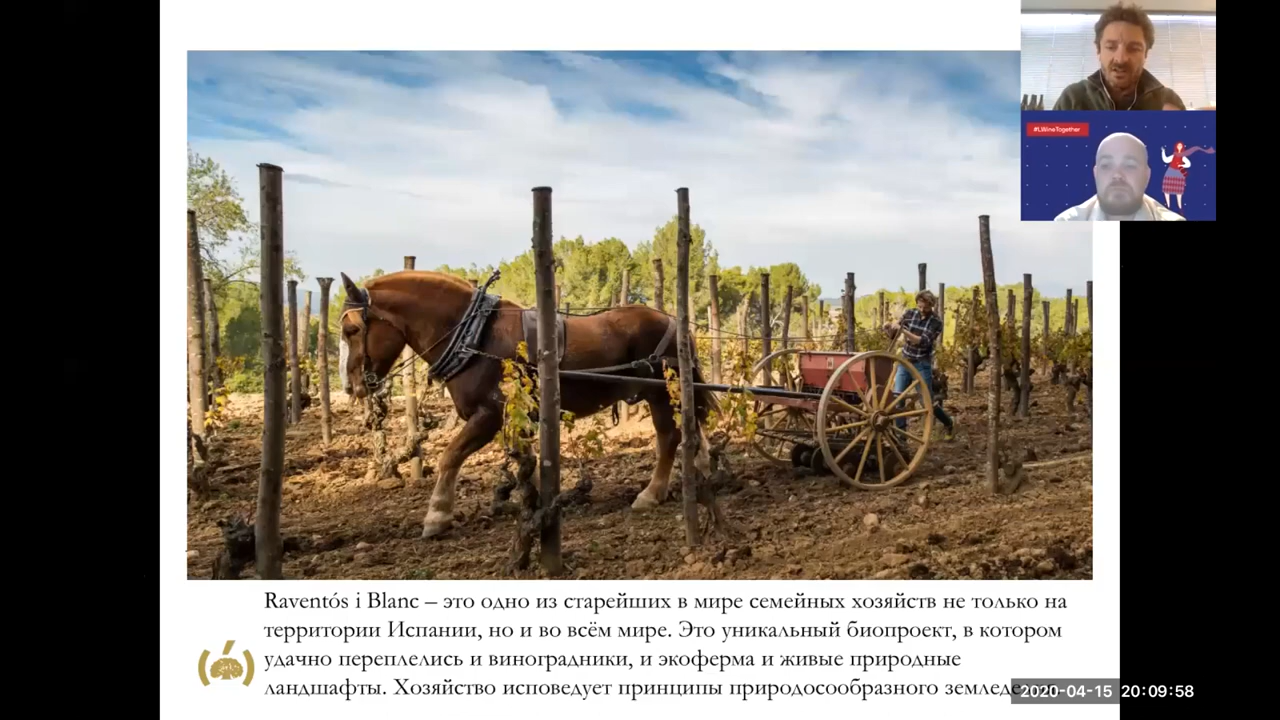 #LWineTogether
Raventós i Blanc – это одно из старейших в мире семейных хозяйств не только на
территории Испании, но и во всём мире. Это уникальный биопроект, в котором
удачно переплелись и виноградники, и экоферма и живые природные
ландшафты. Хозяйство исповедует принципы природосообразного
2020-04-15 20:09:58